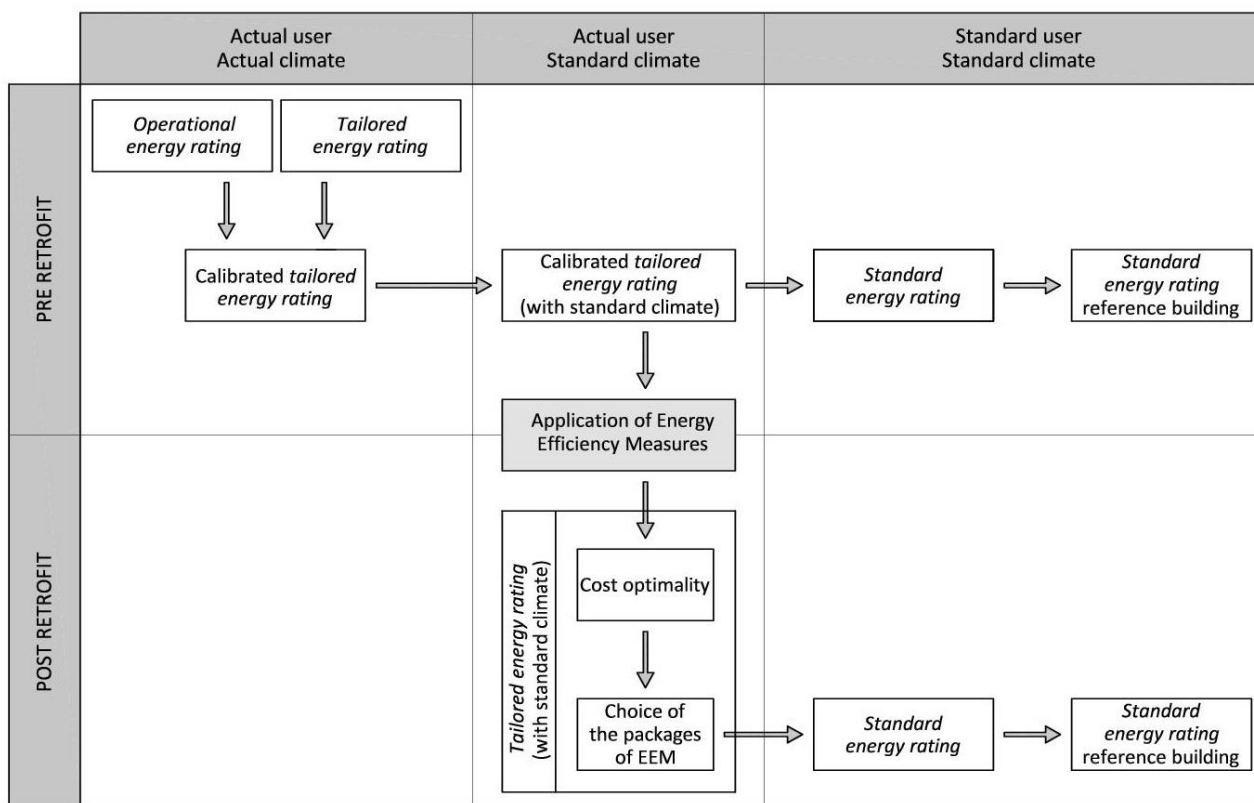 Actual user
Actual climate
Actual user
Standard climate
Standard user
Standard climate
PRE RETROFIT
Operational
energy rating
Tailored
energy rating
Calibrated tailored
energy rating
Calibrated tailored
energy rating
(with standard climate)
Standard
energy rating
Standard
energy rating
reference building
Application of Energy
Efficiency Measures
POST RETROFIT
Tailored energy rating
(with standard climate)
Cost optimality
Choice of
the packages
of EEM
Standard
energy rating
Standard
energy rating
reference building